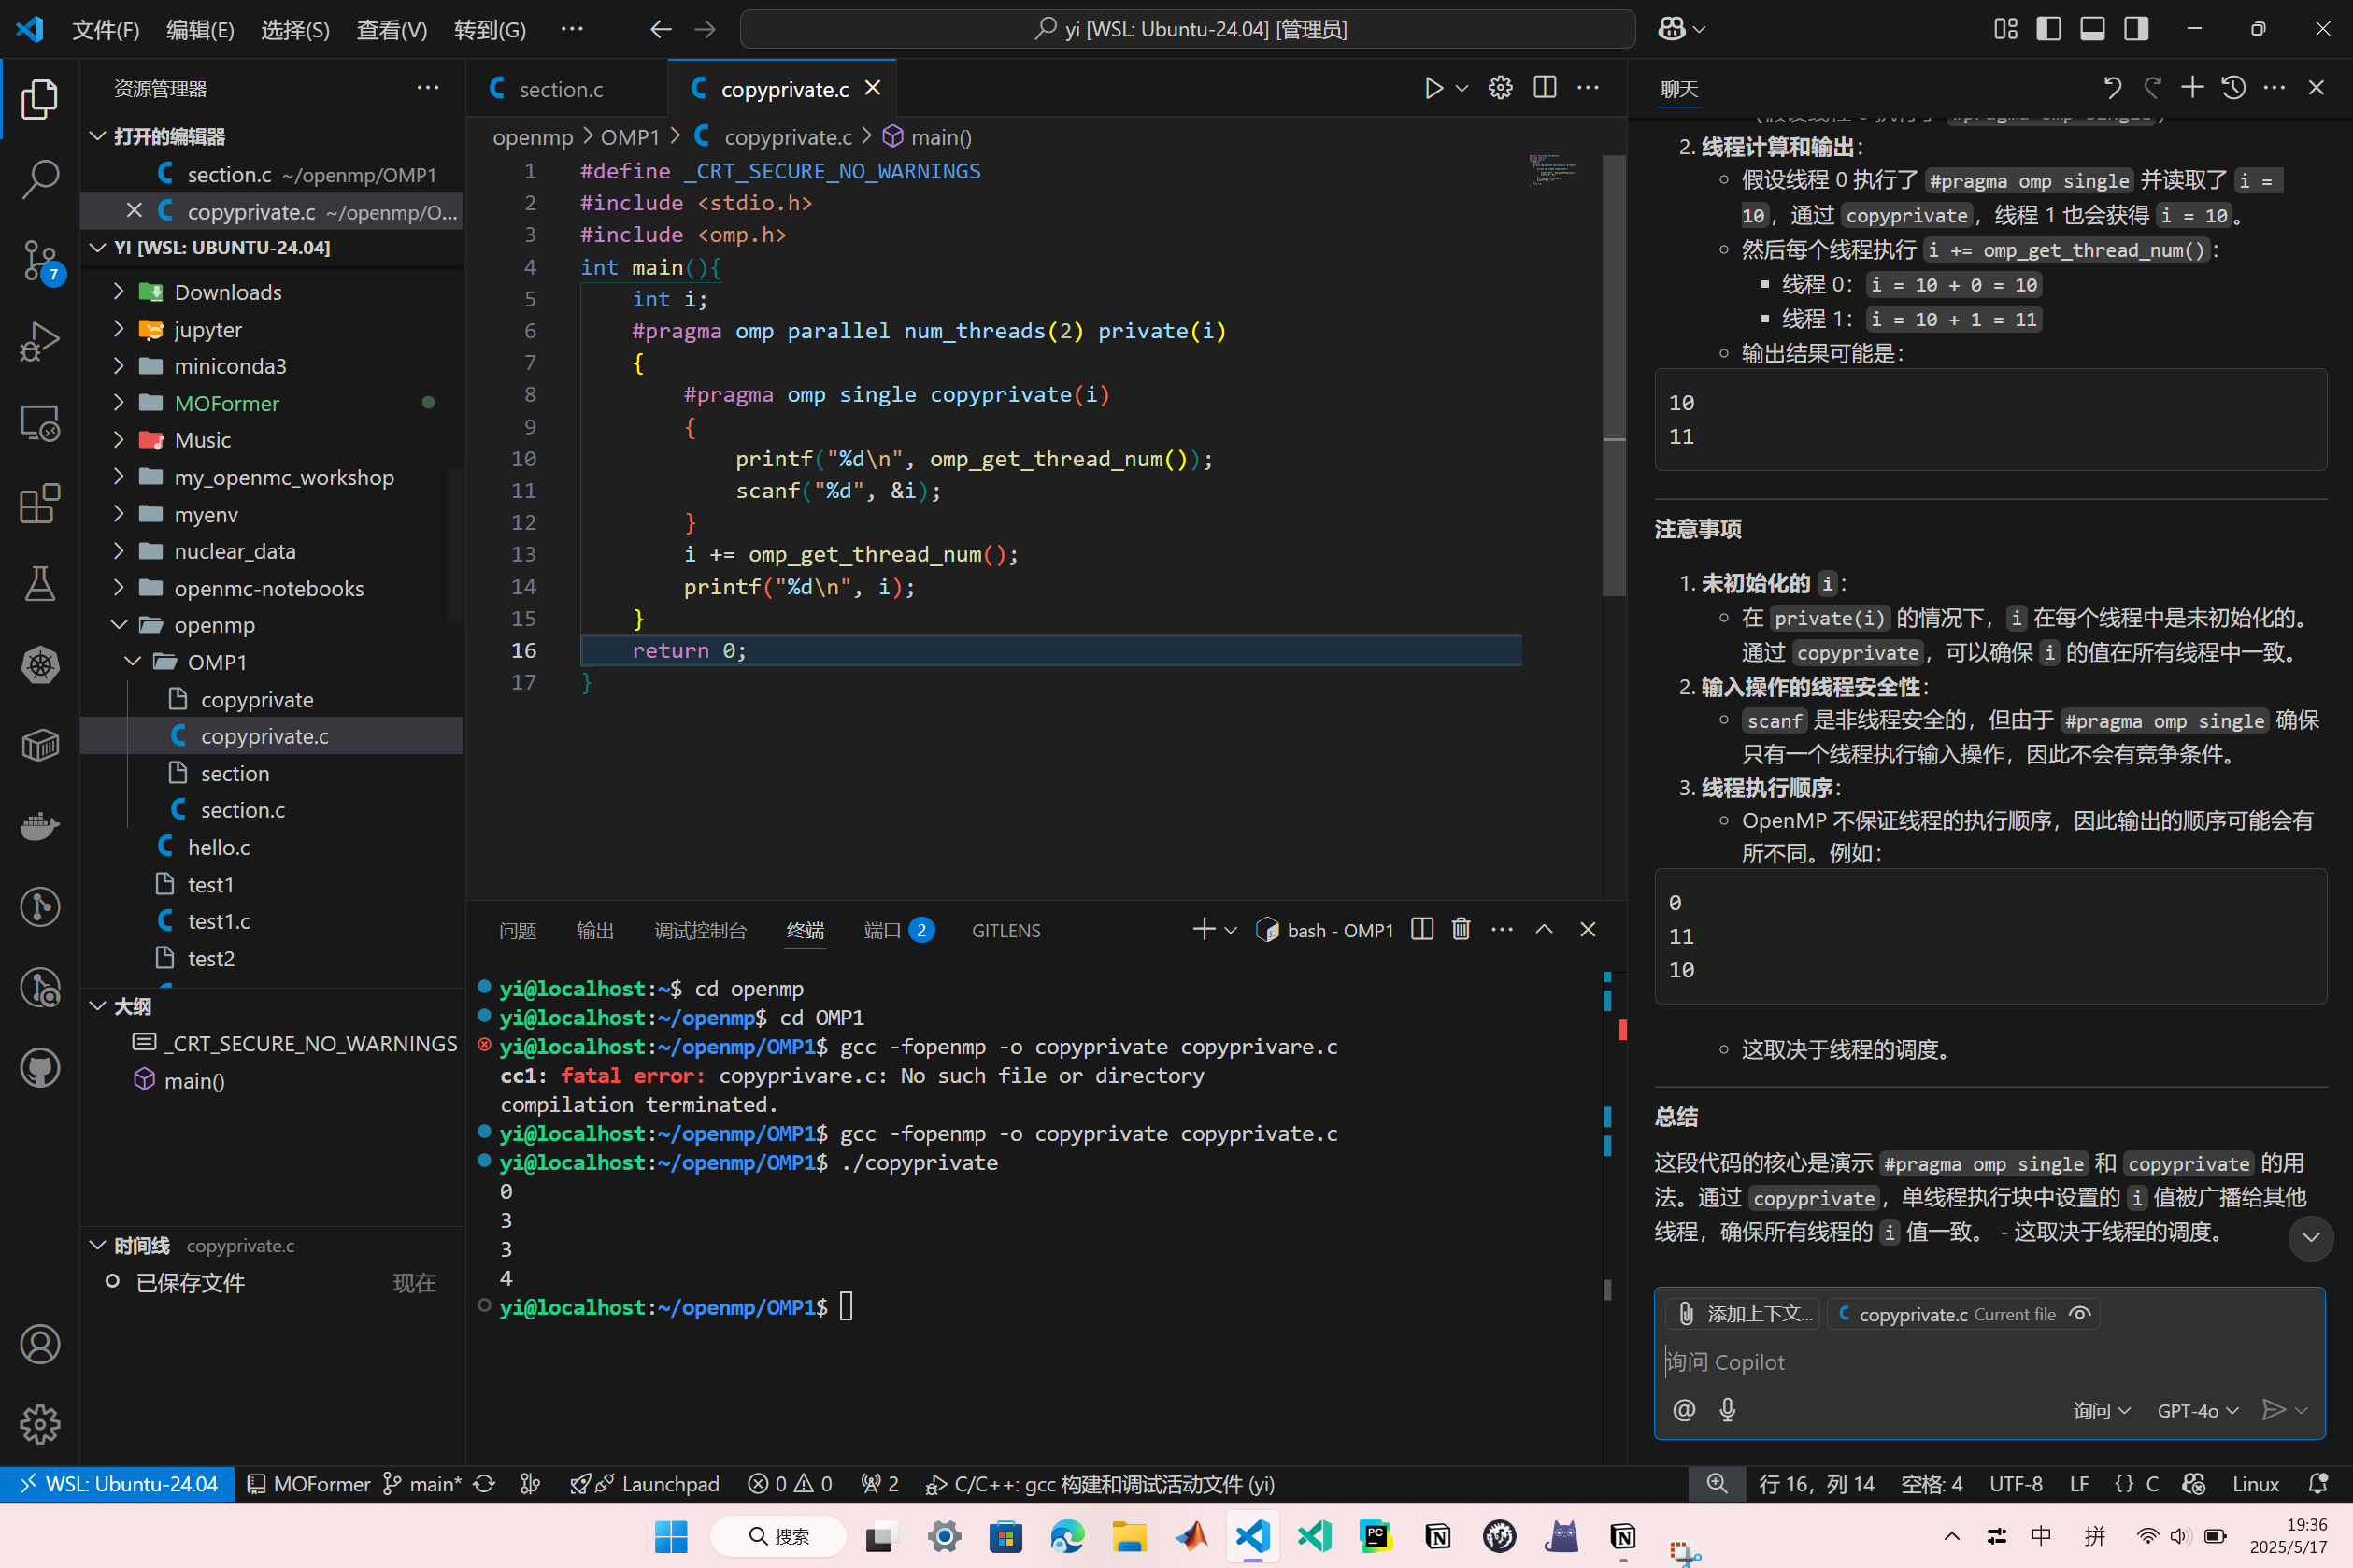 文件(F) 编辑(E) 选择(S) 查看(V) 转到(G) ···
yi [WSL: Ubuntu-24.04] [管理员]
资源管理器
打开的编辑器
section.c ~/openmp/OMP1
copyprivate.c ~/openmp/O...
YI [WSL: UBUNTU-24.04]
7
Downloads
jupyter
miniconda3
MOFormer
Music
my_openmc_workshop
myenv
nuclear_data
openmc-notebooks
openmp
OMP1
copyprivate
copyprivate.c
section
section.c
hello.c
test1
test1.c
test2
大纲
_CRT_SECURE_NO_WARNINGS
main()
时间线 copyprivate.c
已保存文件 现在
section.c
copyprivate.c
openmp > OMP1 > copyprivate.c > main()
1 #define _CRT_SECURE_NO_WARNINGS
2 #include <stdio.h>
3 #include <omp.h>
4 int main(){
5 int i;
6 #pragma omp parallel num_threads(2) private(i)
7 {
8 #pragma omp single copyprivate(i)
9 {
10 printf("%d\n", omp_get_thread_num());
11 scanf("%d", &i);
12 }
13 i += omp_get_thread_num();
14 printf("%d\n", i);
15 }
16 return 0;
17 }
问题 输出 调试控制台 终端 端口 2 GITLENS
bash - OMP1
yi@localhost:~$ cd openmp
yi@localhost:~/openmp$ cd OMP1
yi@localhost:~/openmp/OMP1$ gcc -fopenmp -o copyprivate copyprivare.c
cc1: fatal error: copyprivare.c: No such file or directory
compilation terminated.
yi@localhost:~/openmp/OMP1$ gcc -fopenmp -o copyprivate copyprivate.c
yi@localhost:~/openmp/OMP1$ ./copyprivate
0
3
3
4
yi@localhost:~/openmp/OMP1$
聊天
2. 线程计算和输出：
假设线程 0 执行了 #pragma omp single 并读取了 i =
10，通过 copyprivate，线程 1 也会获得 i = 10。
然后每个线程执行 i += omp_get_thread_num()：
线程 0： i = 10 + 0 = 10
线程 1： i = 10 + 1 = 11
输出结果可能是：
10
11
注意事项
1. 未初始化的 i：
在 private(i) 的情况下，i 在每个线程中是未初始化的。
通过 copyprivate，可以确保 i 的值在所有线程中一致。
2. 输入操作的线程安全性：
scanf 是非线程安全的，但由于 #pragma omp single 确保
只有一个线程执行输入操作，因此不会有竞争条件。
3. 线程执行顺序：
OpenMP 不保证线程的执行顺序，因此输出的顺序可能会有
所不同。例如：
0
11
10
这取决于线程的调度。
总结
这段代码的核心是演示 #pragma omp single 和 copyprivate 的用
法。通过 copyprivate，单线程执行块中设置的 i 值被广播给其他
线程，确保所有线程的 i 值一致。 - 这取决于线程的调度。
添加上下文... copyprivate.c Current file
询问 Copilot
@ 询问 GPT-4o
WSL: Ubuntu-24.04 MOFormer main* Launchpad 0 0 2 C/C++: gcc 构建和调试活动文件 (yi) 行 16，列 14 空格: 4 UTF-8 LF {} C Linux
搜索
PC
中 拼
19:36
2025/5/17